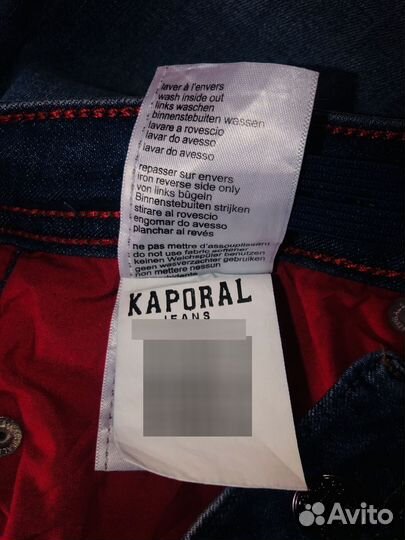 laver à l'envers
wash inside out
links waschen
binnenstebuiten wassen
lavare a rovescio
lavar do avesso
lavar do avesso
repasser sur envers
iron reverse side only
von links bügeln
Binnenstebuiten strijken
stirare al rovescio
engomar do avesso
planchar al revés
ne pas mettre d'assouplissant
do not use fabric softener
keinen Weichspüler benutzen
geen wasverzachter gebruiken
non mettere nessun
KAPORAL
JEANS
Avito